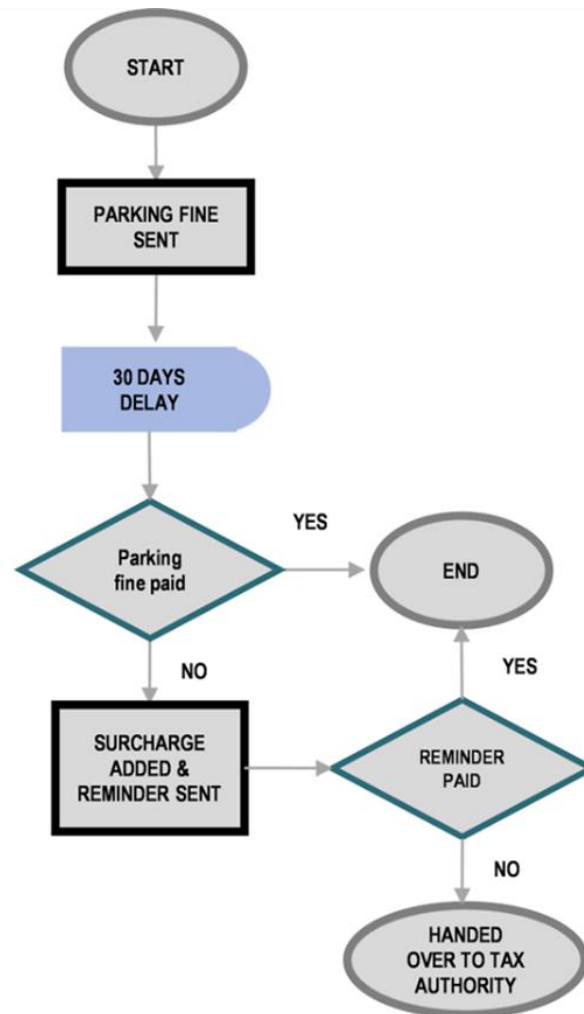 START
PARKING FINE
SENT
30 DAYS
DELAY
YES
Parking
fine paid
END
NO
YES
SURCHARGE
ADDED &
REMINDER SENT
REMINDER
PAID
NO
HANDED
OVER TO TAX
AUTHORITY